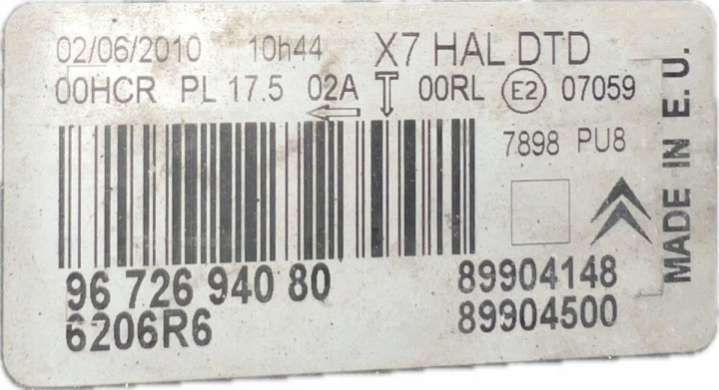 02/06/2010 10h44 X7 HAL DTD
00HCR PL 17.5 02A 00RL E2 07059
7898 PU8
96 726 940 80 89904148
6206R6 89904500
MADE IN E.U.